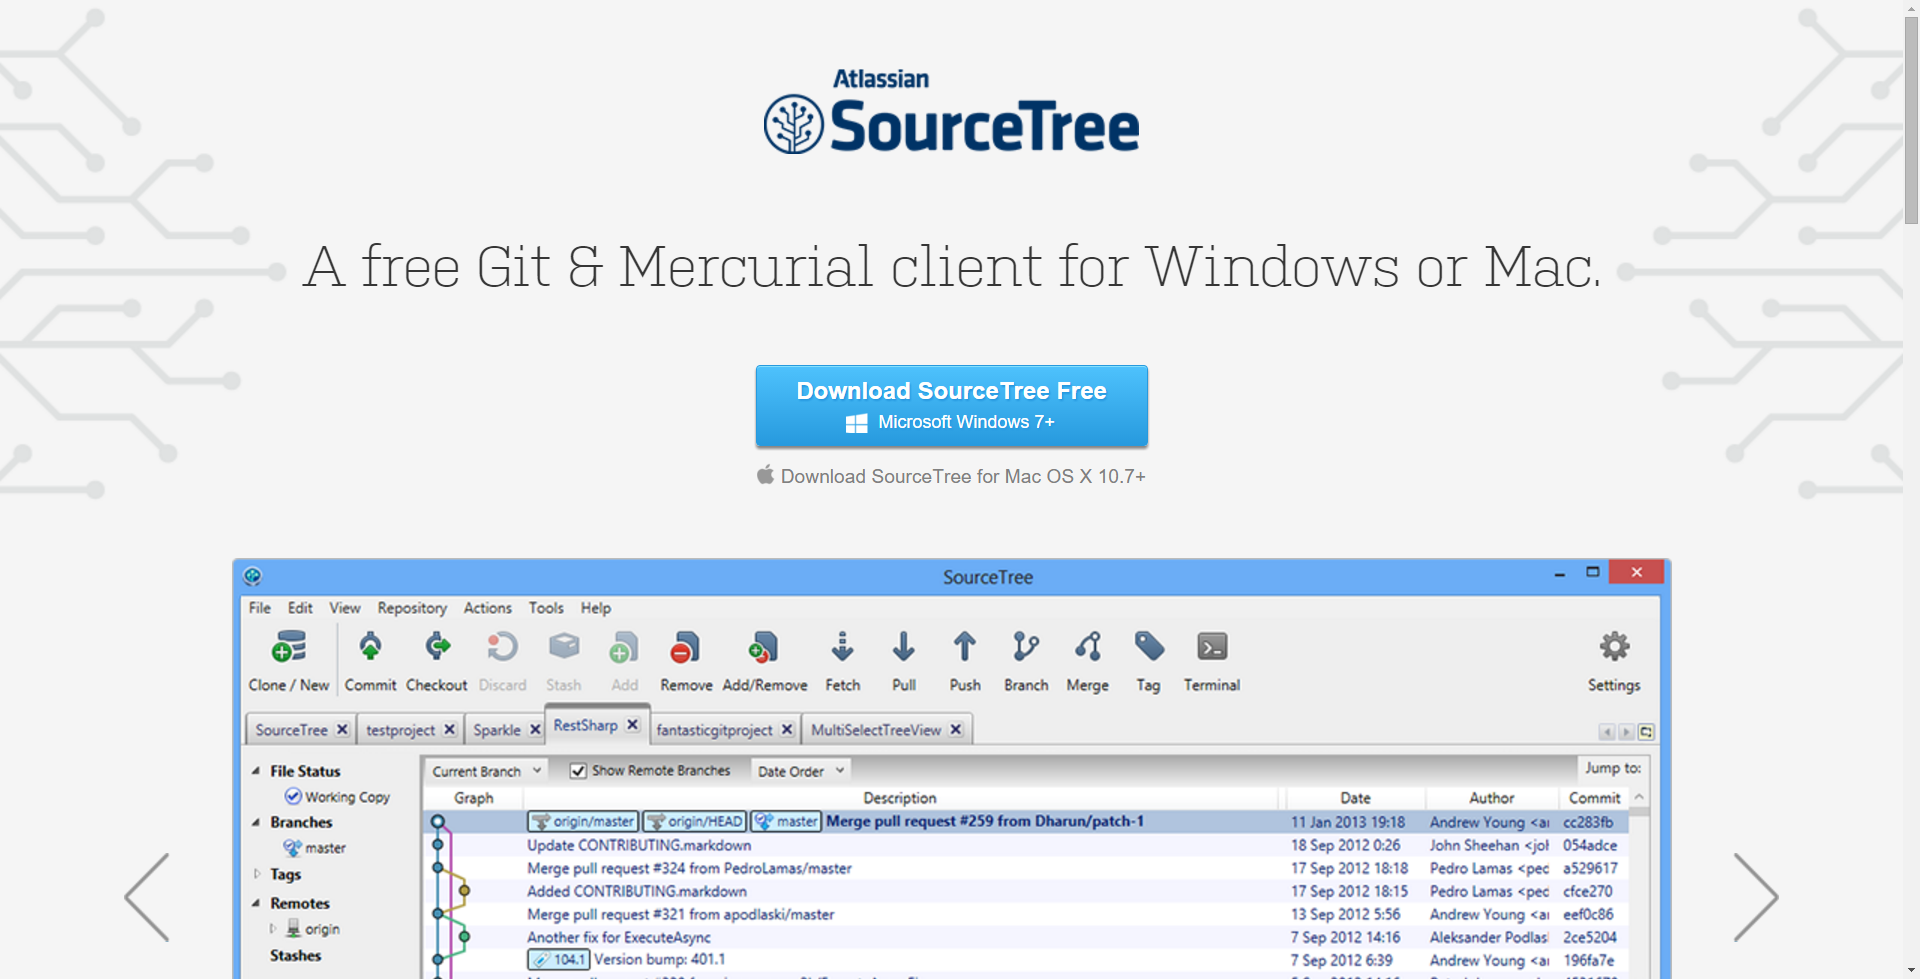 Atlassian
SourceTree
A free Git & Mercurial client for Windows or Mac.
Download SourceTree Free
Microsoft Windows 7+
Download SourceTree for Mac OS X 10.7+
SourceTree
File Edit View Repository Actions Tools Help
Clone / New Commit Checkout Discard Stash Add Remove Add/Remove Fetch Pull Push Branch Merge Tag Terminal Settings
SourceTree testproject Sparkle RestSharp fantasticgitproject MultiSelectTreeView
File Status
Working Copy
Branches
master
Tags
Remotes
origin
Stashes
Current Branch Show Remote Branches Date Order Jump to:
Graph Description Date Author Commit
origin/master origin/HEAD master Merge pull request #259 from Dharun/patch-1 11 Jan 2013 19:18 Andrew Young <a cc283fb
Update CONTRIBUTING.markdown 18 Sep 2012 0:26 John Sheehan <jo 054adce
Merge pull request #324 from PedroLamas/master 17 Sep 2012 18:18 Pedro Lamas <ped a529617
Added CONTRIBUTING.markdown 17 Sep 2012 18:15 Pedro Lamas <ped cfce270
Merge pull request #321 from apodlaski/master 13 Sep 2012 5:56 Andrew Young <a eef0c86
Another fix for ExecuteAsync 7 Sep 2012 14:16 Aleksander Podlas 2ce5204
104.1 Version bump: 401.1 7 Sep 2012 6:39 Andrew Young <a 196fa7e